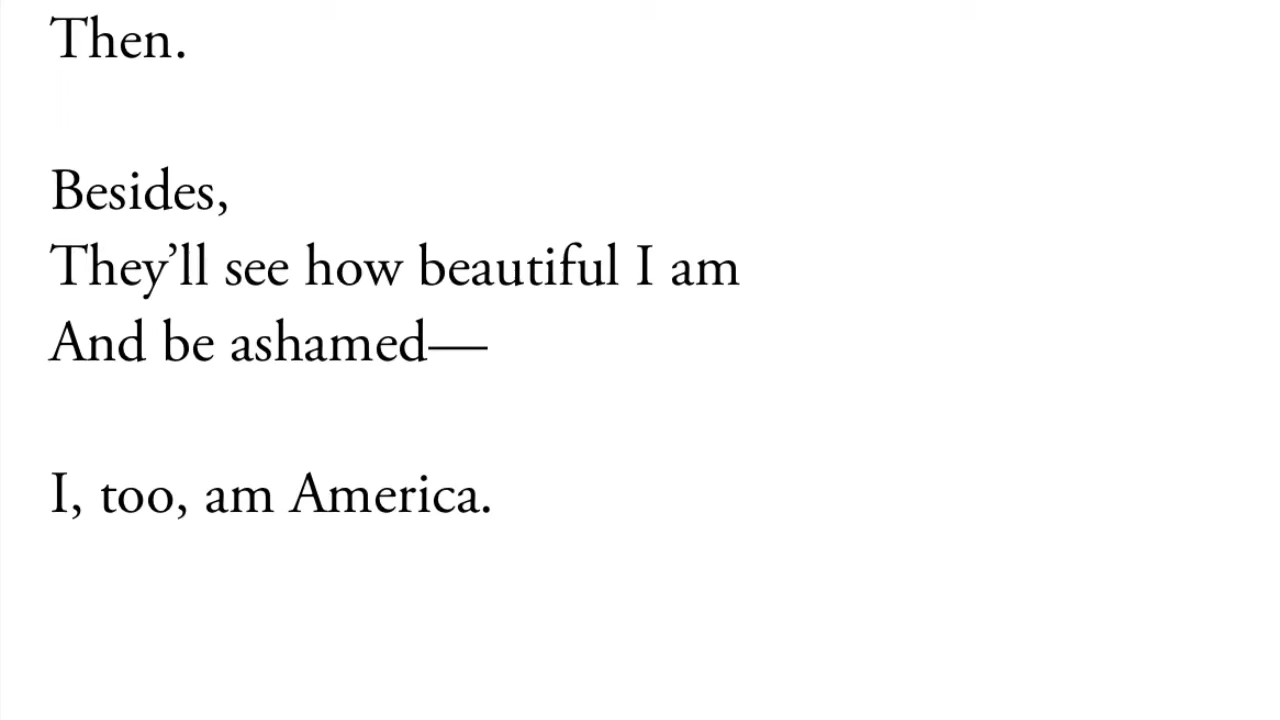 Then.
Besides,
They’ll see how beautiful I am
And be ashamed—
I, too, am America.